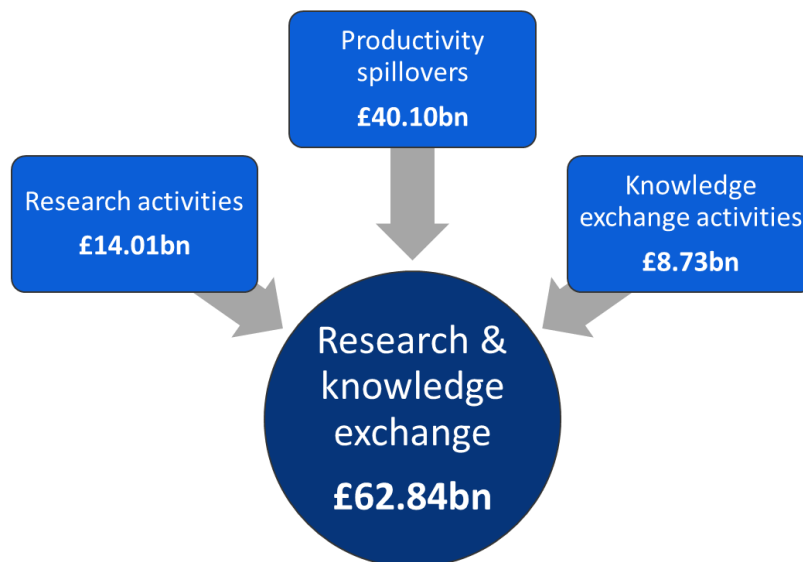 Productivity
spillovers
£40.10bn
Research activities
£14.01bn
Knowledge
exchange activities
£8.73bn
Research &
knowledge
exchange
£62.84bn